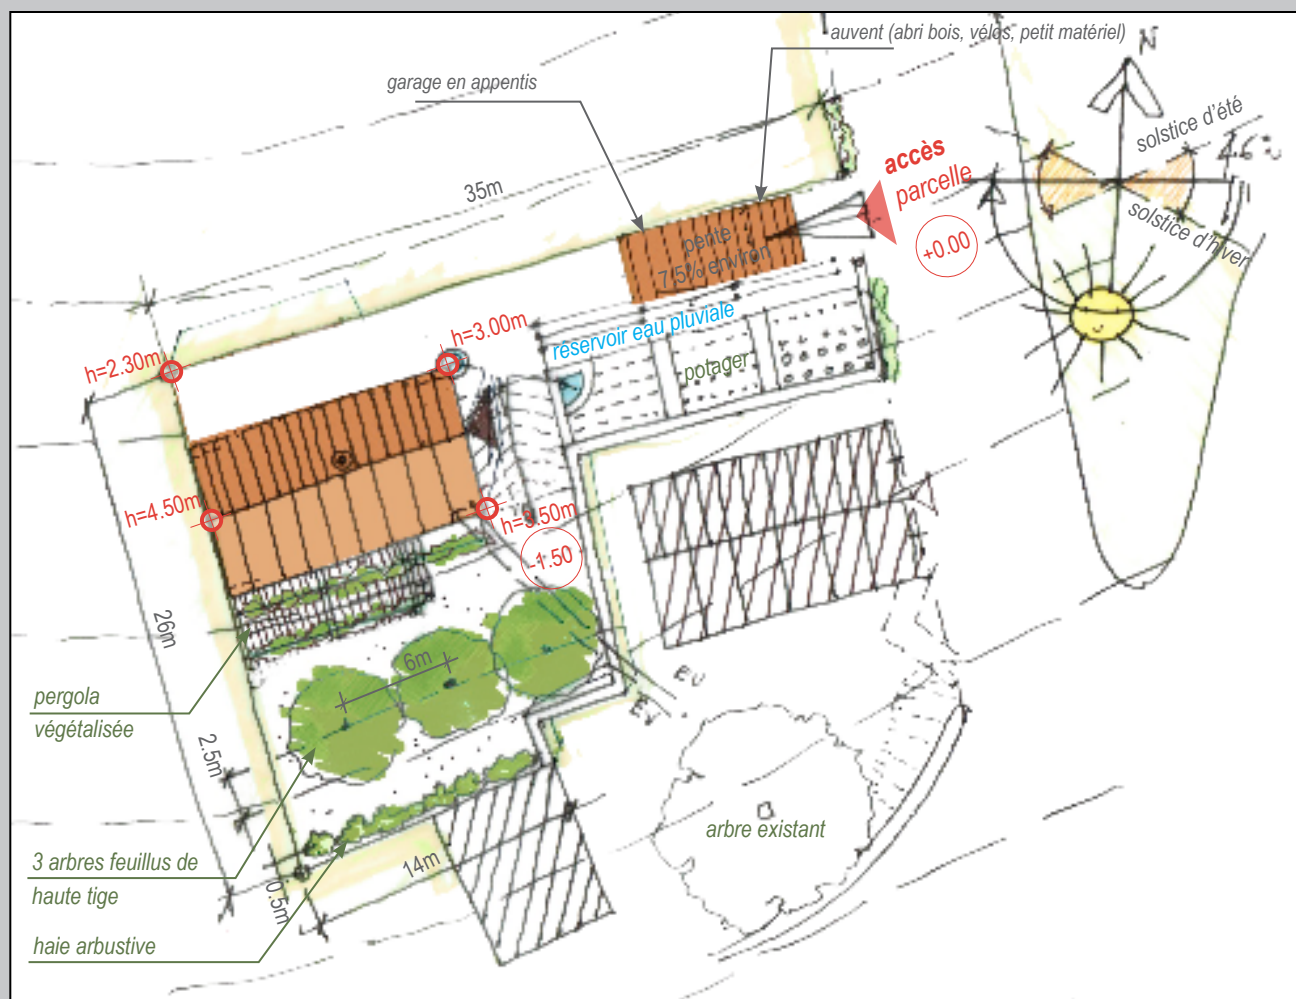 auvent (abri bois, vélos, petit matériel)
N
garage en appentis
solstice d'été
accès
parcelle
35m
solstice d'hiver
+0.00
pente
7.5% environ
réservoir eau pluviale
h=3.00m
h=2.30m
potager
h=4.50m
h=3.50m
-1.50
26m
6m
EU
EV
pergola
végétalisée
2.5m
arbre existant
3 arbres feuillus de
haute tige
14m
0.5m
haie arbustive